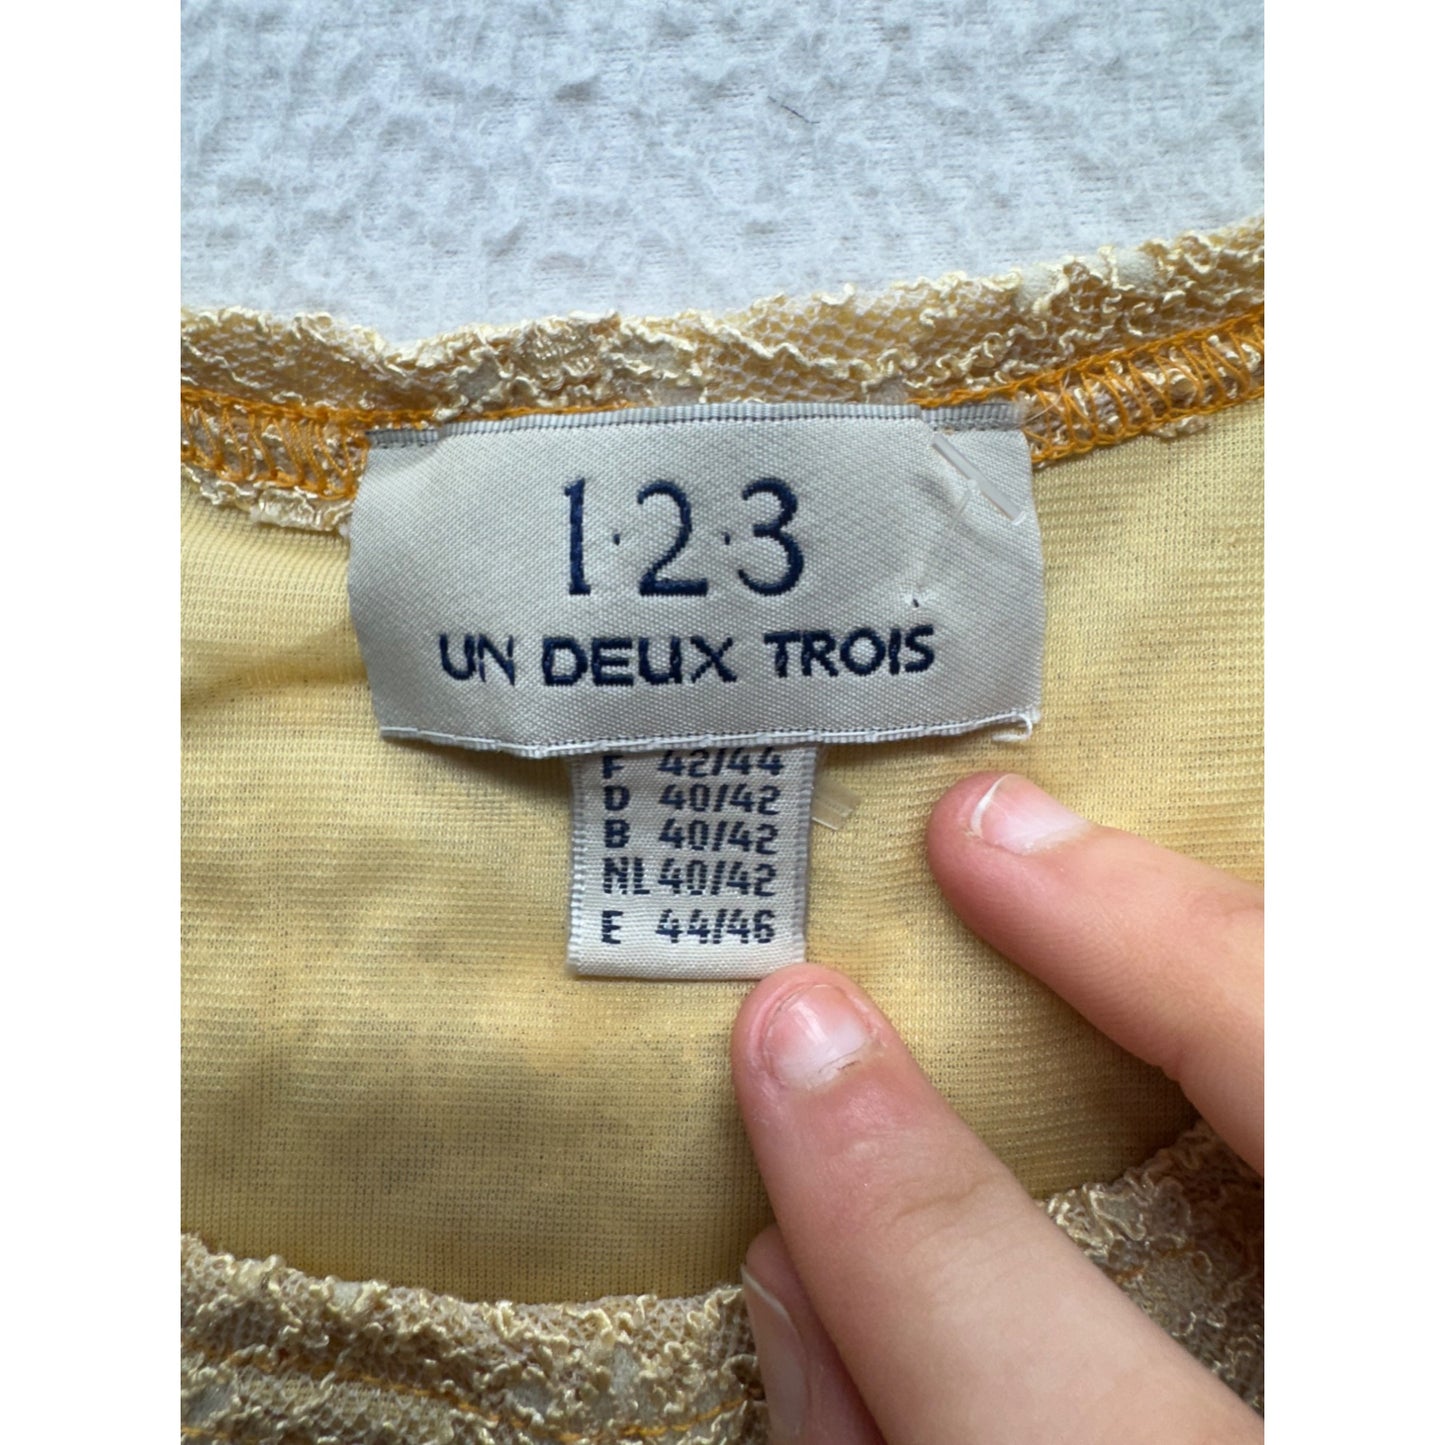 1·2·3
UN DEUX TROIS
F 42/44
D 40/42
B 40/42
NL 40/42
E 44/46